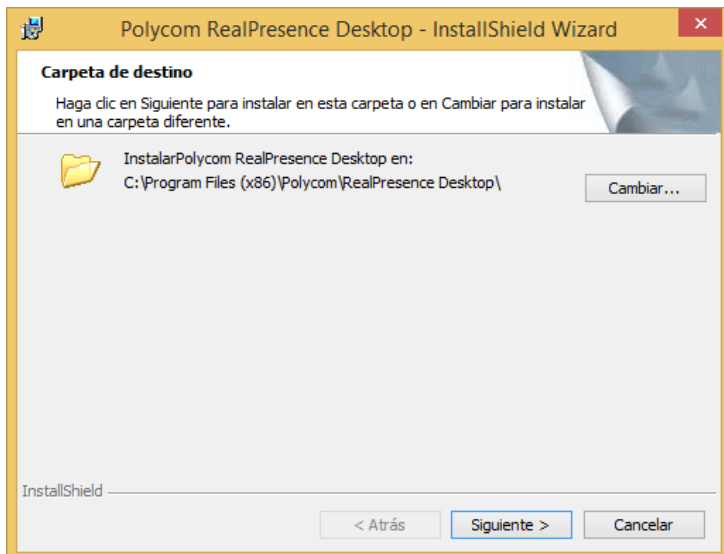 Polycom RealPresence Desktop - InstallShield Wizard
Carpeta de destino
Haga clic en Siguiente para instalar en esta carpeta o en Cambiar para instalar
en una carpeta diferente.
InstalarPolycom RealPresence Desktop en:
C:\Program Files (x86)\Polycom\RealPresence Desktop\
Cambiar...
InstallShield
< Atrás
Siguiente >
Cancelar